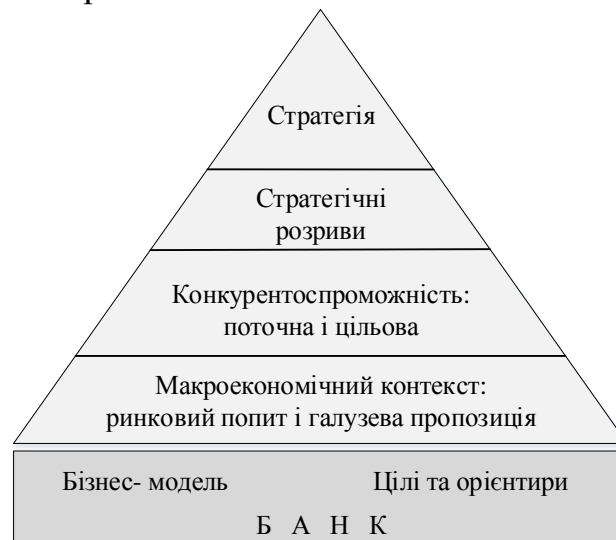 Стратегія
Стратегічні
розриви
Конкурентоспроможність:
поточна і цільова
Макроекономічний контекст:
ринковий попит і галузева пропозиція
Бізнес- модель Цілі та орієнтири
Б А Н К